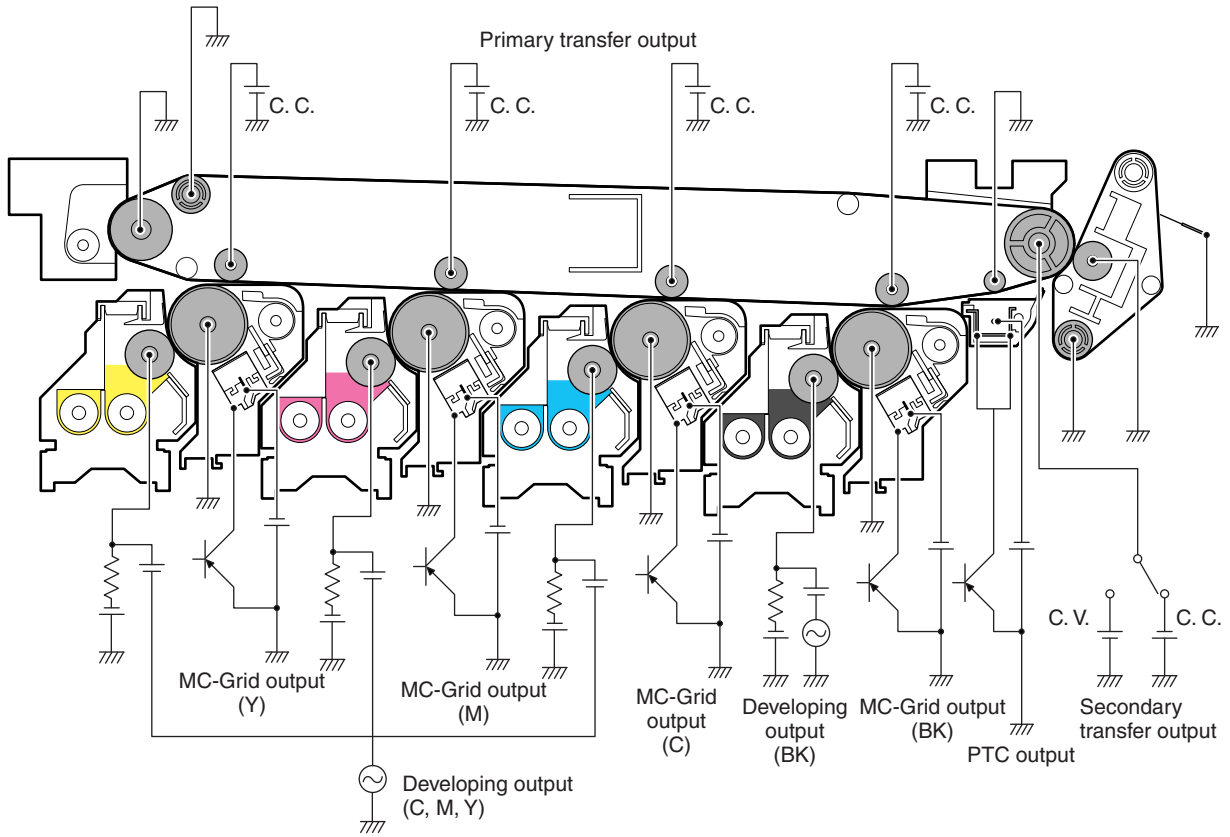 Primary transfer output
C. C.
C. C.
C. C.
C. C.
C. V.
C. C.
MC-Grid output
(Y)
MC-Grid output
(M)
MC-Grid
output
(C)
Developing
output
(BK)
MC-Grid output
(BK)
PTC output
Secondary
transfer output
Developing output
(C, M, Y)